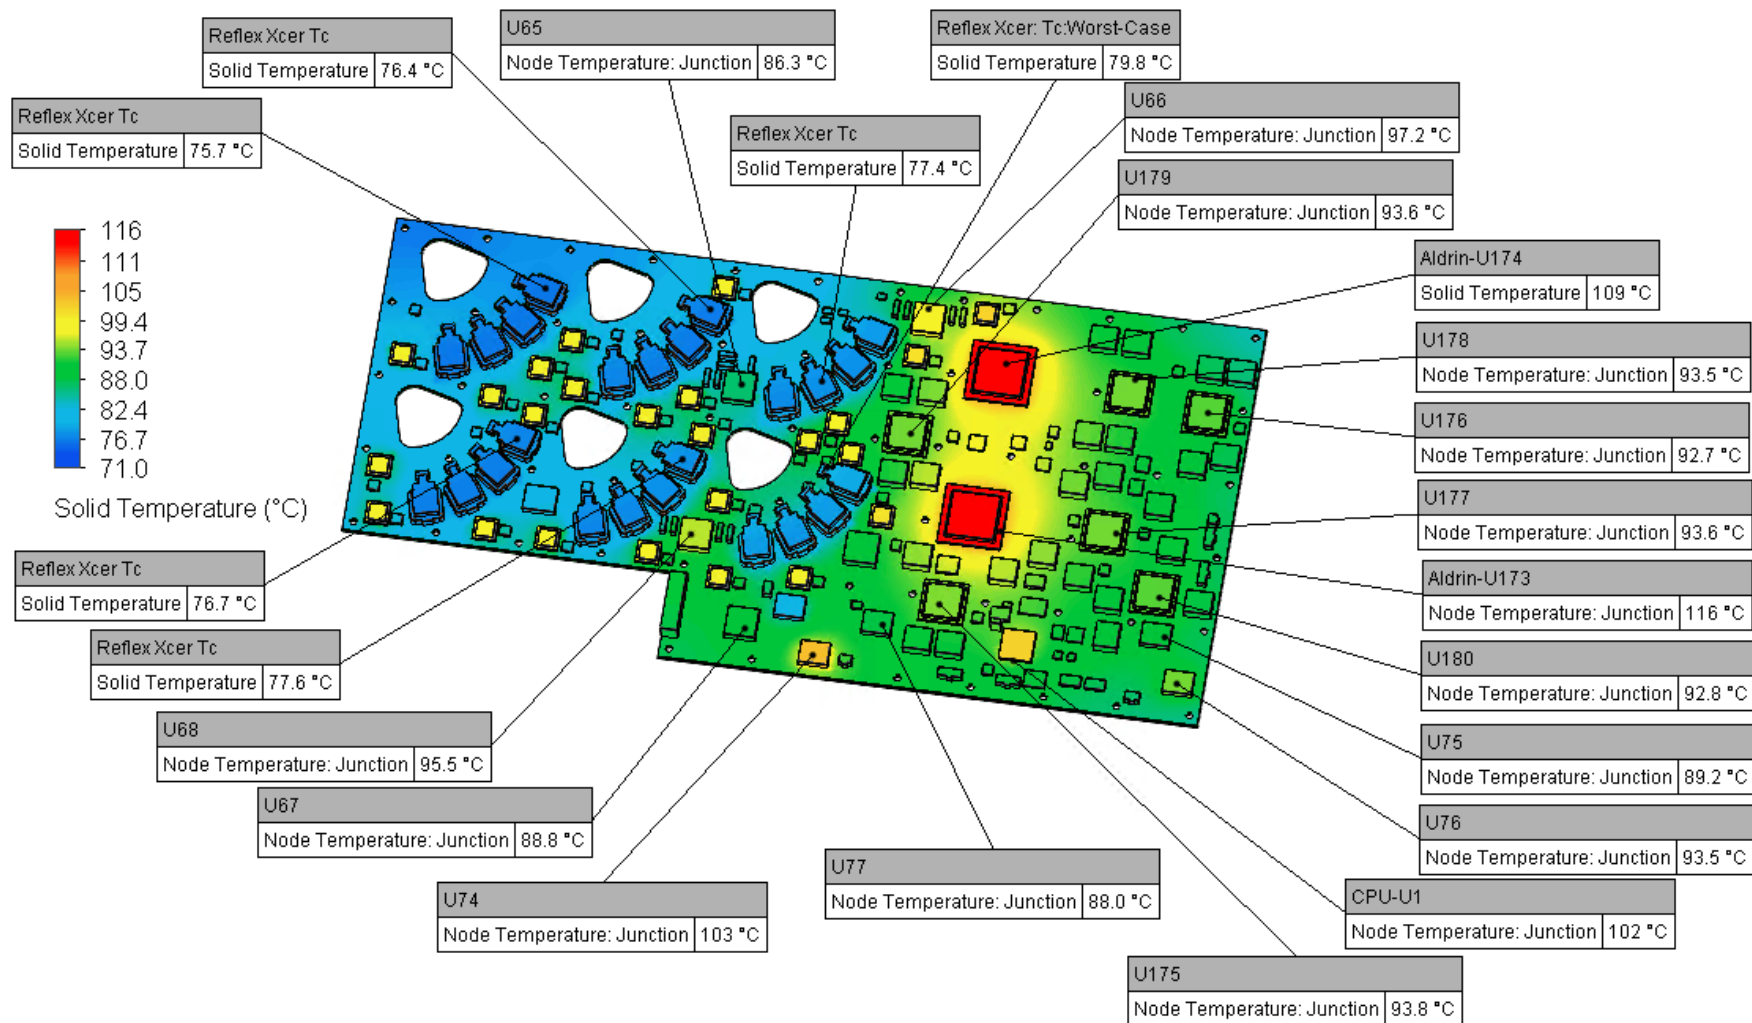 Reflex Xcer Tc
Solid Temperature 76.4 °C
U65
Node Temperature: Junction 86.3 °C
Reflex Xcer: Tc:Worst-Case
Solid Temperature 79.8 °C
Reflex Xcer Tc
Solid Temperature 75.7 °C
Reflex Xcer Tc
Solid Temperature 77.4 °C
U66
Node Temperature: Junction 97.2 °C
U179
Node Temperature: Junction 93.6 °C
116
111
105
99.4
93.7
88.0
82.4
76.7
71.0
Solid Temperature (°C)
Aldrin-U174
Solid Temperature 109 °C
U178
Node Temperature: Junction 93.5 °C
U176
Node Temperature: Junction 92.7 °C
U177
Node Temperature: Junction 93.6 °C
Aldrin-U173
Node Temperature: Junction 116 °C
U180
Node Temperature: Junction 92.8 °C
U75
Node Temperature: Junction 89.2 °C
U76
Node Temperature: Junction 93.5 °C
Reflex Xcer Tc
Solid Temperature 76.7 °C
Reflex Xcer Tc
Solid Temperature 77.6 °C
U68
Node Temperature: Junction 95.5 °C
U67
Node Temperature: Junction 88.8 °C
U74
Node Temperature: Junction 103 °C
U77
Node Temperature: Junction 88.0 °C
CPU-U1
Node Temperature: Junction 102 °C
U175
Node Temperature: Junction 93.8 °C